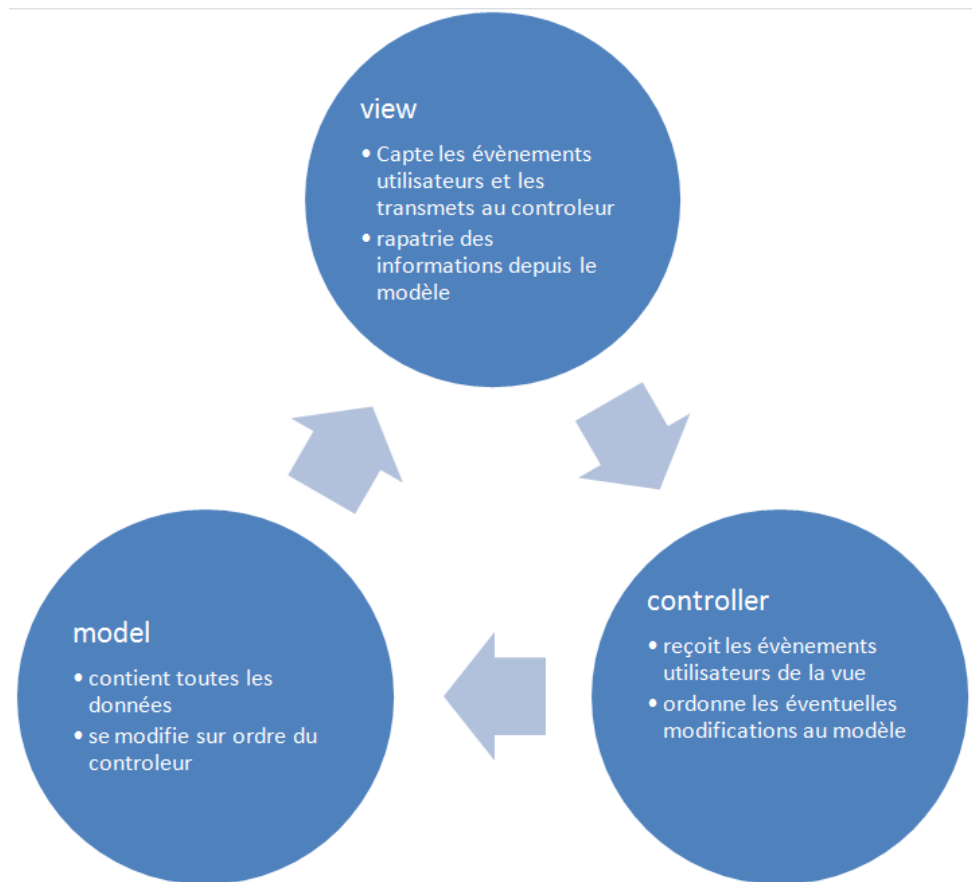 view
• Capte les évènements
utilisateurs et les
transmets au controleur
• rapatrie des
informations depuis le
modèle
controller
• reçoit les évènements
utilisateurs de la vue
• ordonne les éventuelles
modifications au modèle
model
• contient toutes les
données
• se modifie sur ordre du
controleur